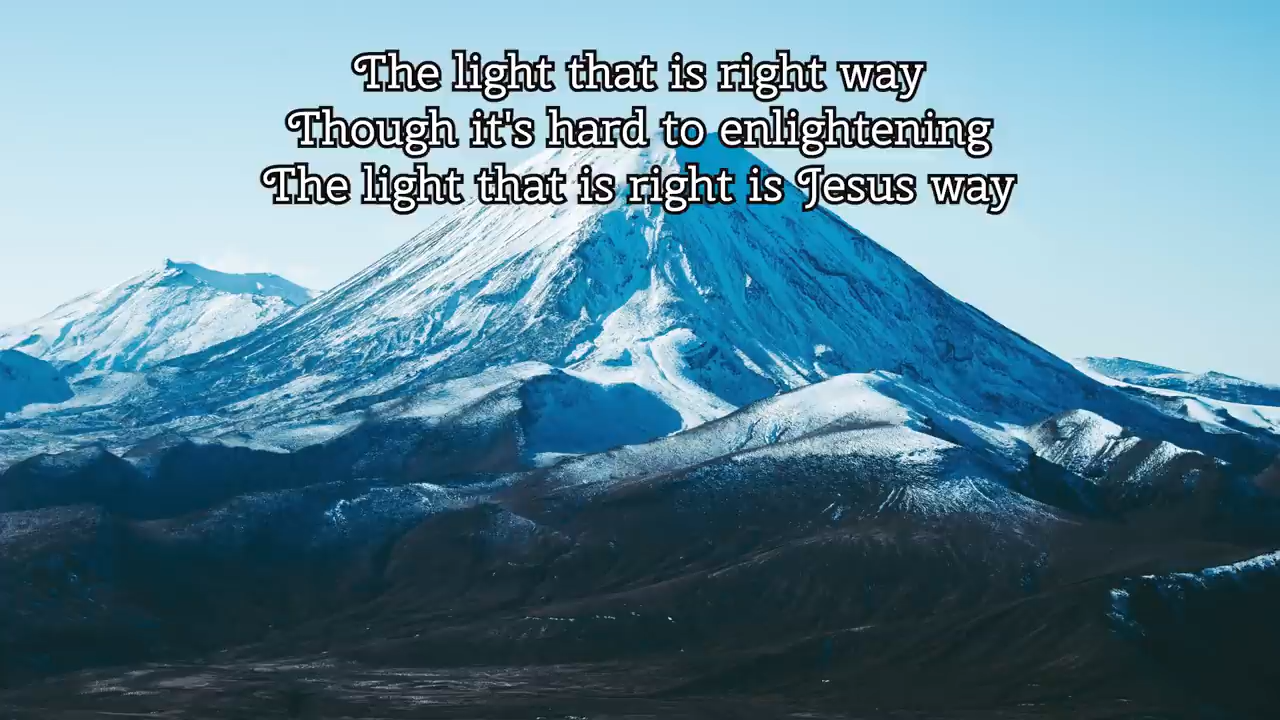 The light that is right way
Though it's hard to enlightening
The light that is right is Jesus way